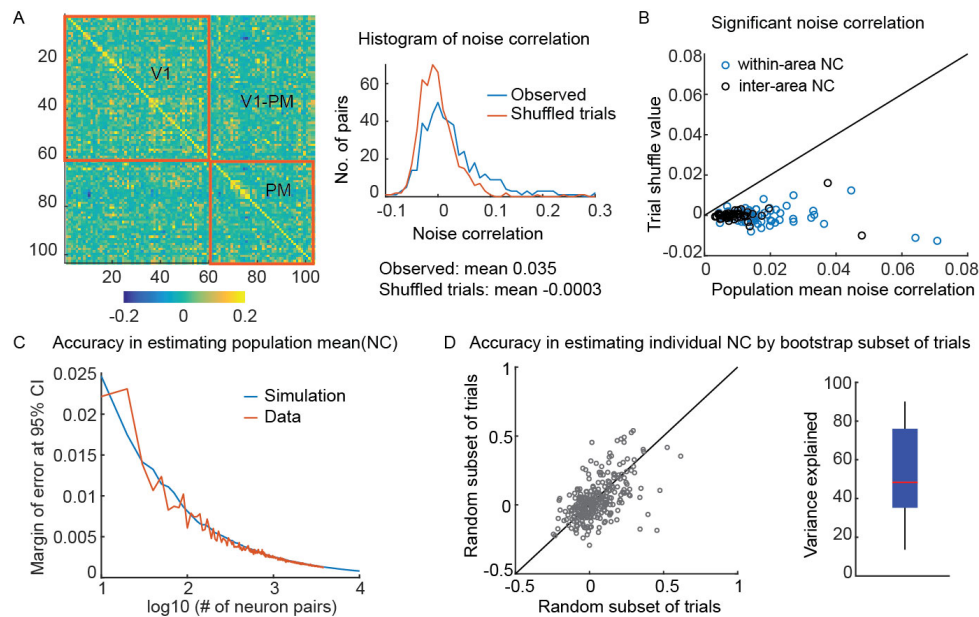 A
20
40
60
80
100
V1
V1-PM
PM
20 40 60 80 100
-0.2 0 0.2
Histogram of noise correlation
Observed
Shuffled trials
No. of pairs
60
40
20
0
-0.1 0 0.1 0.2 0.3
Noise correlation
Observed: mean 0.035
Shuffled trials: mean -0.0003
B
Significant noise correlation
within-area NC
inter-area NC
Trial shuffle value
0.08
0.06
0.04
0.02
0
-0.02
0 0.02 0.04 0.06 0.08
Population mean noise correlation
C Accuracy in estimating population mean(NC)
Simulation
Data
Margin of error at 95% CI
0.025
0.02
0.015
0.01
0.005
0
1 2 3 4
log10 (# of neuron pairs)
D Accuracy in estimating individual NC by bootstrap subset of trials
Random subset of trials
1
0.5
0
-0.5
-0.5 0 0.5 1
Random subset of trials
Variance explained
100
80
60
40
20
0